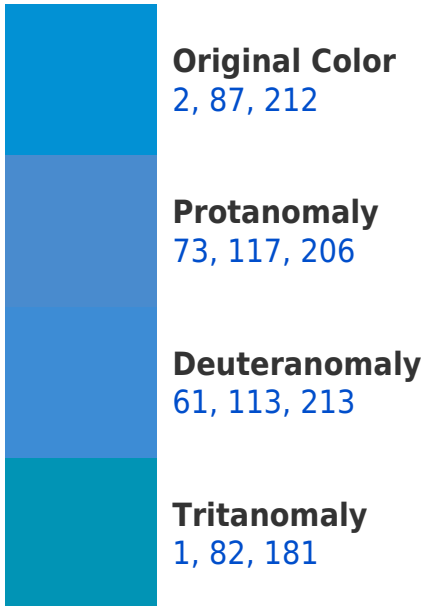 Original Color
2, 87, 212
Protanomaly
73, 117, 206
Deuteranomaly
61, 113, 213
Tritanomaly
1, 82, 181